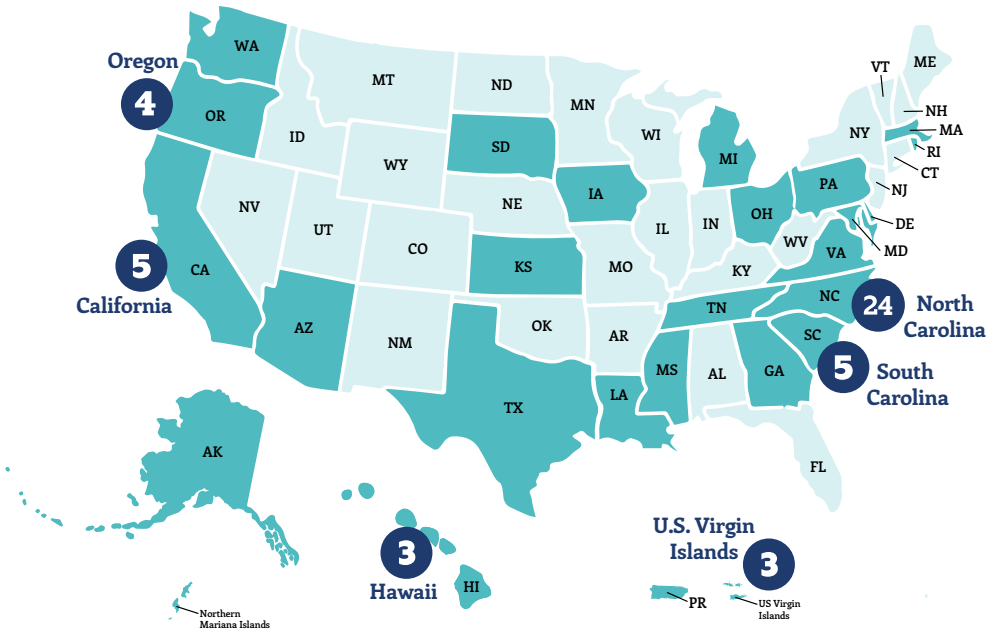 WA
Oregon
4
OR
MT
ID
ND
MN
SD
WY
WI
MI
VT
ME
NH
NY
MA
RI
CT
NJ
PA
NV
UT
CO
NE
IA
IL
IN
OH
WV
DE
MD
VA
5
California
CA
KS
MO
KY
24
North
Carolina
NC
TN
AZ
NM
OK
AR
SC
5
South
Carolina
MS
AL
GA
LA
TX
FL
AK
3
Hawaii
HI
U.S. Virgin
Islands
3
PR
US Virgin
Islands
Northern
Mariana Islands